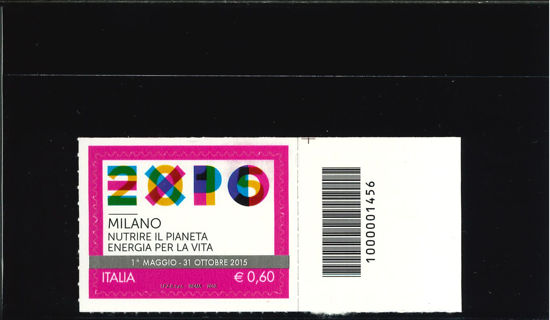 EXPO
MILANO
NUTRIRE IL PIANETA
ENERGIA PER LA VITA
1° MAGGIO - 31 OTTOBRE 2015
ITALIA € 0,60
1000001456